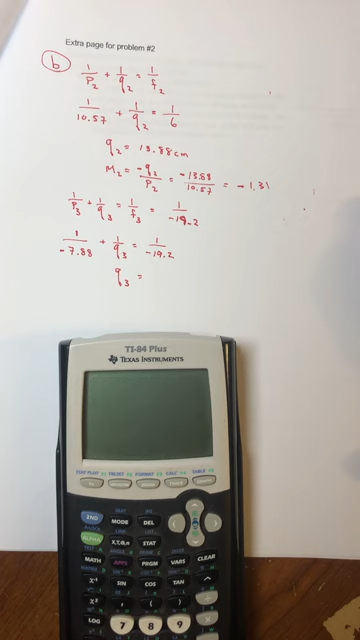 Extra page for problem #2
b
1/P₂ + 1/q₂ = 1/f₂
1/10.57 + 1/q₂ = 1/6
q₂ = 13.88 cm
M₂ = -q₂/P₂ = -13.88/10.57 = -1.31
1/P₃ + 1/q₃ = 1/f₃ = 1/-19.2
1/-7.88 + 1/q₃ = 1/-19.2
q₃ =
TI-84 Plus
TEXAS INSTRUMENTS
STAT PLOT F1 TBLSET F2 FORMAT F3 CALC F4 TABLE F5
2ND MODE DEL
ALPHA X,T,θ,n STAT
MATH APPS PRGM VARS CLEAR
x⁻¹ SIN COS TAN ^
x² , ( ) ÷
LOG 7 8 9